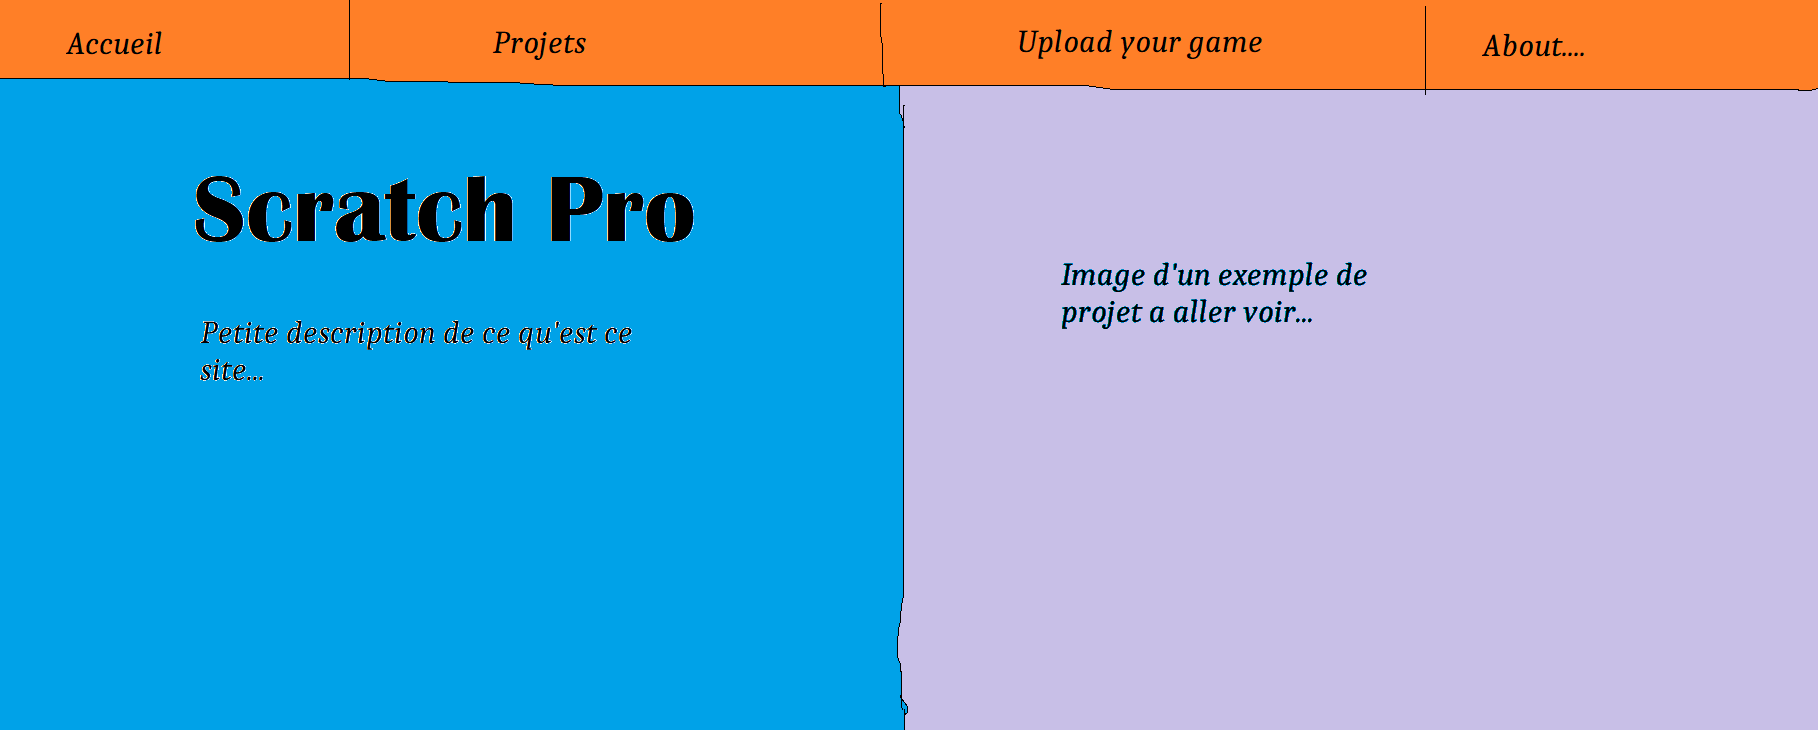 Accueil
Projets
Upload your game
About....
Scratch Pro
Petite description de ce qu'est ce
site...
Image d'un exemple de
projet a aller voir...